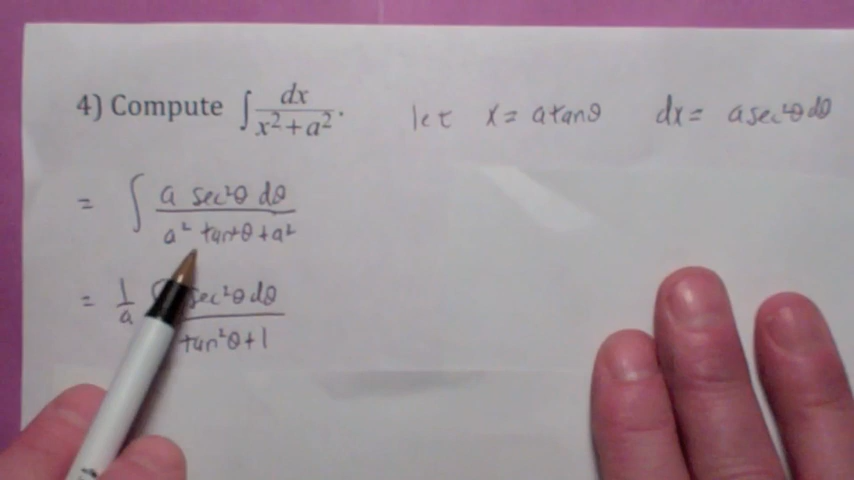 4) Compute ∫ dx / x² + a² . let x = a tanθ dx = a sec²θ dθ
= ∫ a sec²θ dθ / a² tan²θ + a²
= 1/a ∫ sec²θ dθ / tan²θ + 1